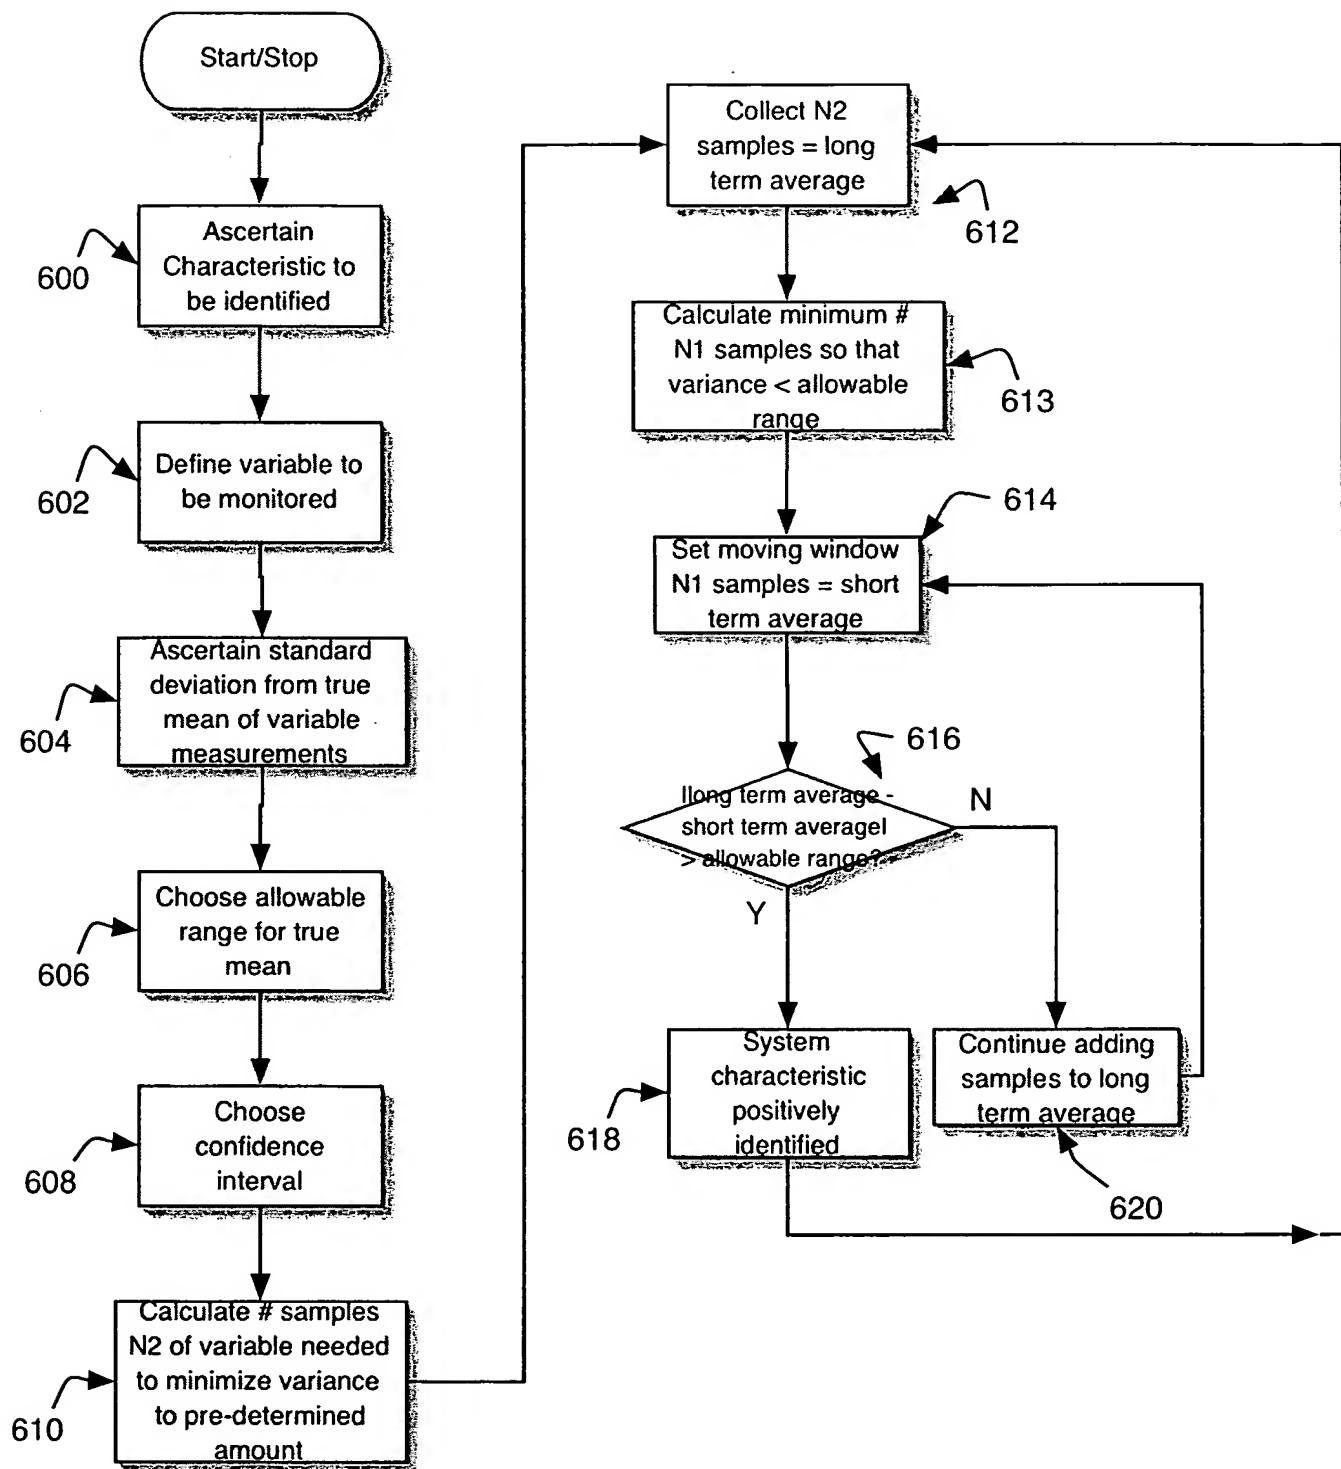 Start/Stop
Ascertain
Characteristic to
be identified
600
Define variable to
be monitored
602
Ascertain standard
deviation from true
mean of variable
measurements
604
Choose allowable
range for true
mean
606
Choose
confidence
interval
608
Calculate # samples
N2 of variable needed
to minimize variance
to pre-determined
amount
610
Collect N2
samples = long
term average
612
Calculate minimum #
N1 samples so that
variance < allowable
range
613
614
Set moving window
N1 samples = short
term average
616
|long term average -
short term average|
> allowable range?
N
Y
System
characteristic
positively
identified
618
Continue adding
samples to long
term average
620